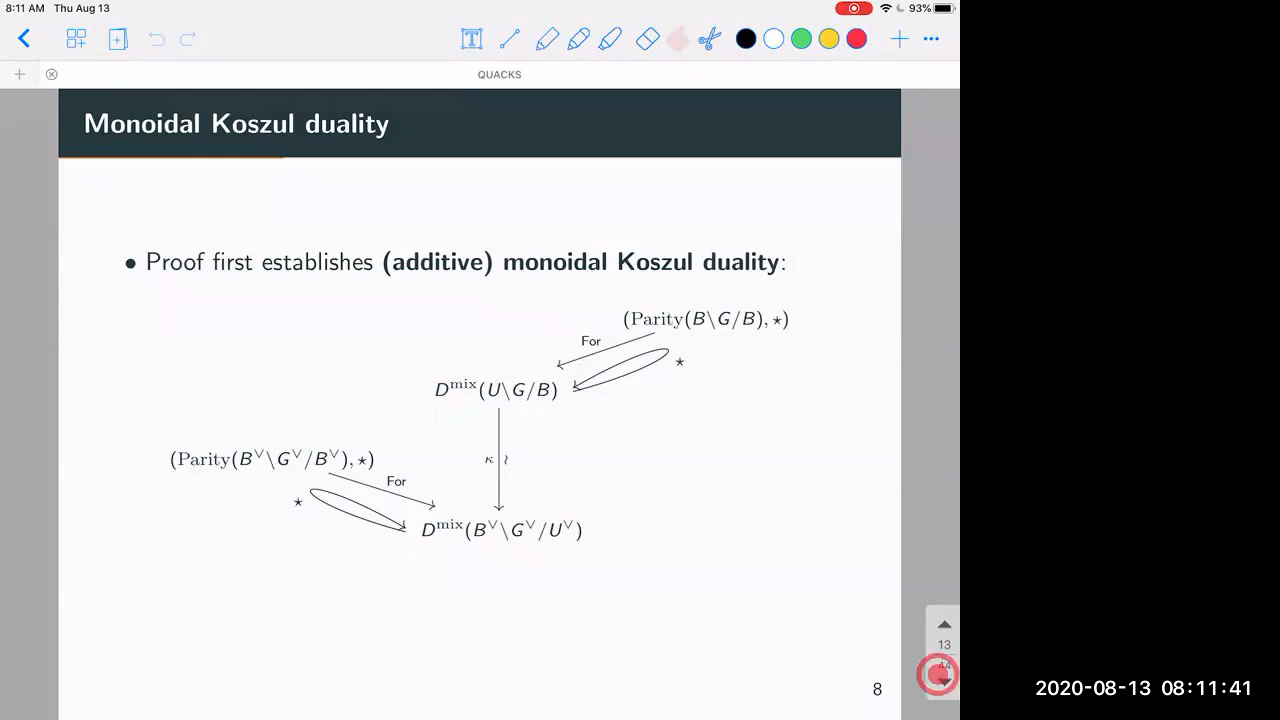 8:11 AM Thu Aug 13
93%
T
QUACKS
Monoidal Koszul duality
• Proof first establishes (additive) monoidal Koszul duality:
(Parity(B\G/B), ⋆)
For
⋆
D^mix(U\G/B)
κ ≀
(Parity(B^∨\G^∨/B^∨), ⋆)
For
⋆
D^mix(B^∨\G^∨/U^∨)
13
44
8
2020-08-13 08:11:41